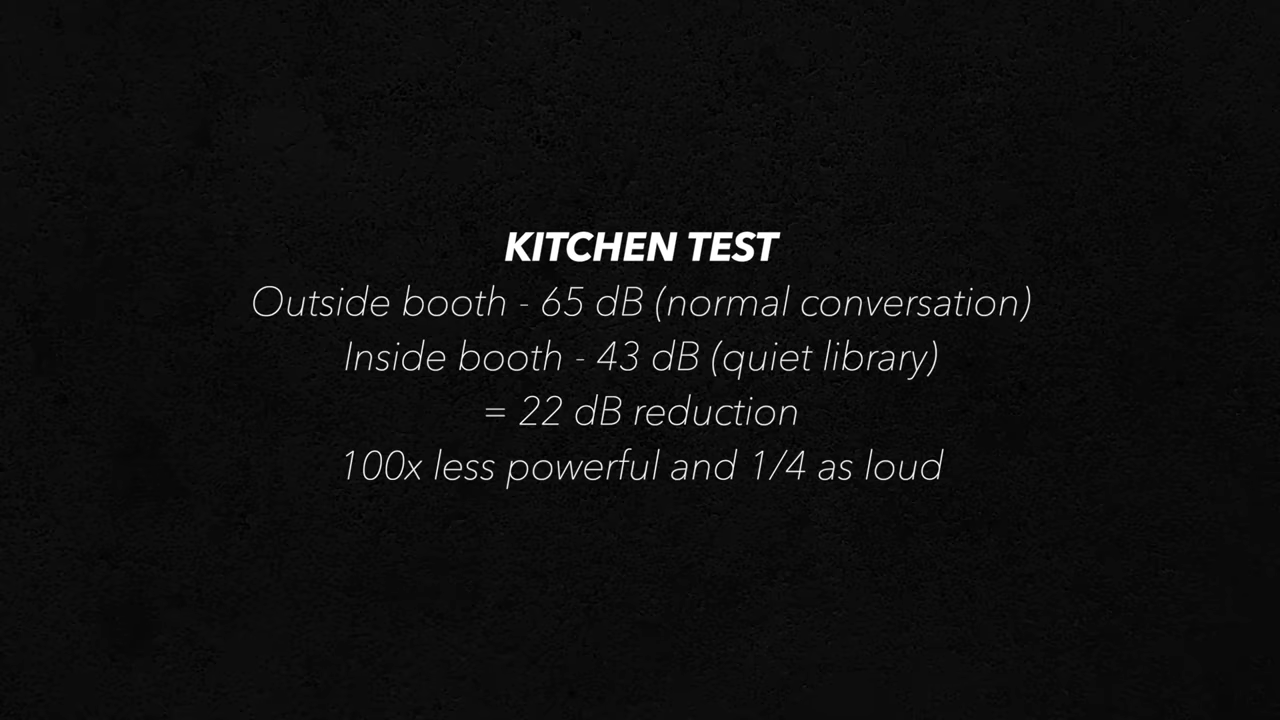 KITCHEN TEST
Outside booth - 65 dB (normal conversation)
Inside booth - 43 dB (quiet library)
= 22 dB reduction
100x less powerful and 1/4 as loud